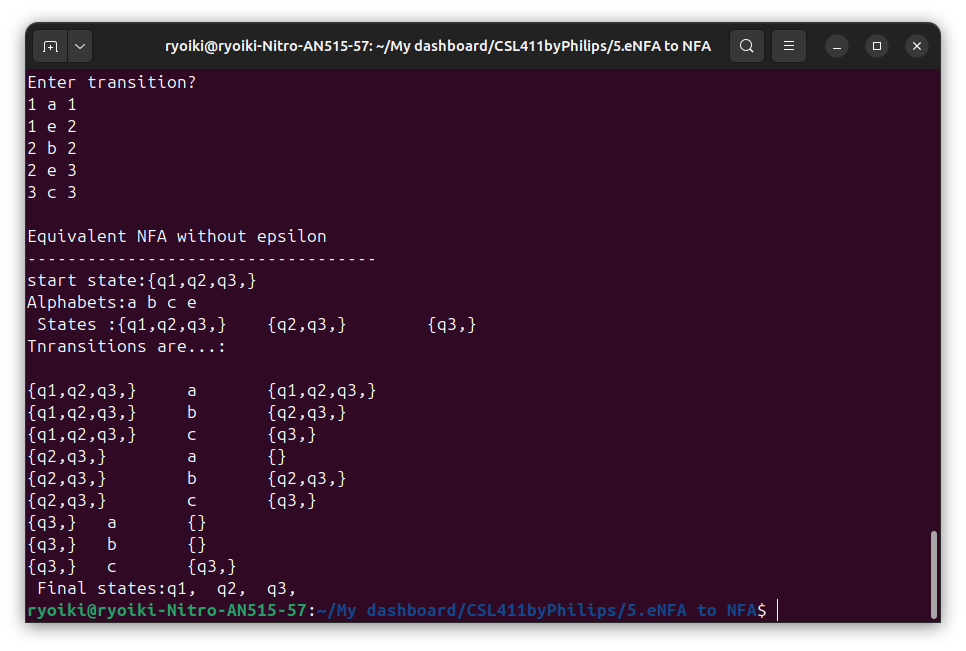 ryoiki@ryoiki-Nitro-AN515-57: ~/My dashboard/CSL411byPhilips/5.eNFA to NFA
Enter transition?
1 a 1
1 e 2
2 b 2
2 e 3
3 c 3
Equivalent NFA without epsilon
-----------------------------------
start state:{q1,q2,q3,}
Alphabets:a b c e
States :{q1,q2,q3,} {q2,q3,} {q3,}
Tnransitions are...:
{q1,q2,q3,} a {q1,q2,q3,}
{q1,q2,q3,} b {q2,q3,}
{q1,q2,q3,} c {q3,}
{q2,q3,} a {}
{q2,q3,} b {q2,q3,}
{q2,q3,} c {q3,}
{q3,} a {}
{q3,} b {}
{q3,} c {q3,}
Final states:q1, q2, q3,
ryoiki@ryoiki-Nitro-AN515-57:~/My dashboard/CSL411byPhilips/5.eNFA to NFA$